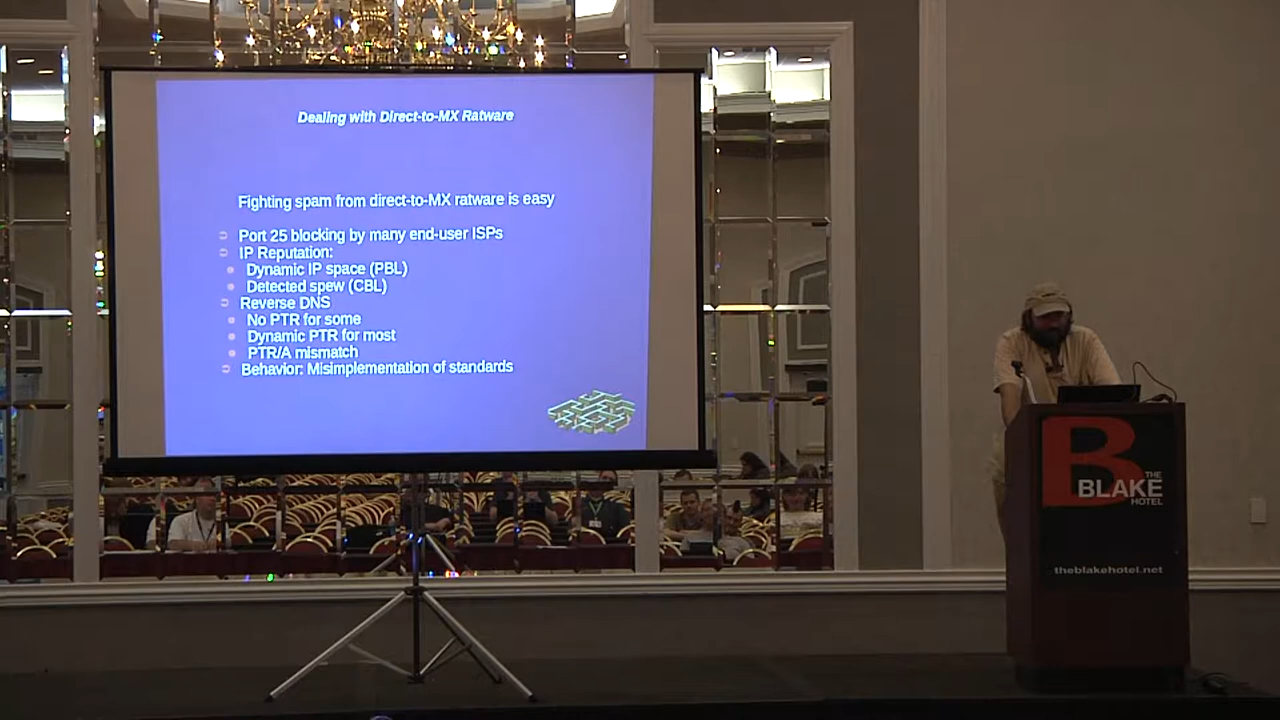 Dealing with Direct-to-MX Ratware
Fighting spam from direct-to-MX ratware is easy
Port 25 blocking by many end-user ISPs
IP Reputation:
Dynamic IP space (PBL)
Detected spew (CBL)
Reverse DNS
No PTR for some
Dynamic PTR for most
PTR/A mismatch
Behavior: Misimplementation of standards
B
THE
BLAKE
HOTEL
theblakehotel.net